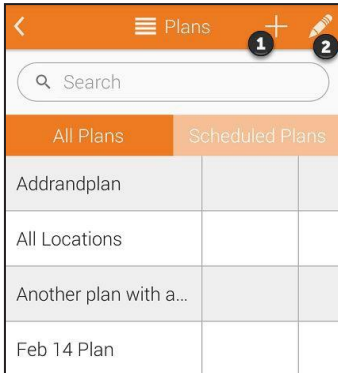 Plans
1
2
Search
All Plans Scheduled Plans
Addrandplan
All Locations
Another plan with a...
Feb 14 Plan